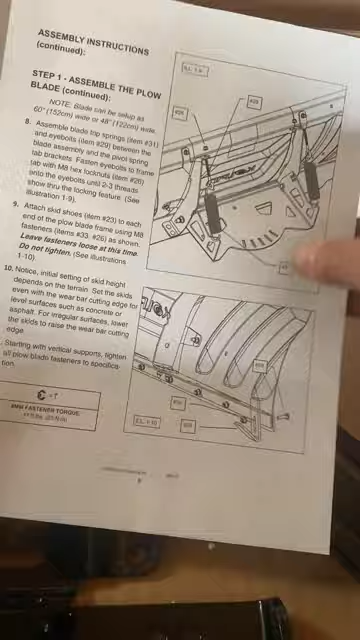 ASSEMBLY INSTRUCTIONS
(continued):
STEP 1 - ASSEMBLE THE PLOW
BLADE (continued):
NOTE: Blade can be setup as
60" (152cm) wide or 48" (122cm) wide.
8. Assemble blade top springs (item #31)
and eyebolts (item #29) between the
blade assembly and the pivot spring
tab brackets. Fasten eyebolts to frame
tab with M8 hex locknuts (item #26)
onto the eyebolts until 2-3 threads
show thru the locking feature. (See
illustration 1-9).
9. Attach skid shoes (item #23) to each
end of the plow blade frame using M8
fasteners (items #33, #26) as shown.
Leave fasteners loose at this time.
Do not tighten. (See illustrations
1-10).
10. Notice, initial setting of skid height
depends on the terrain. Set the skids
even with the wear bar cutting edge for
level surfaces such as concrete or
asphalt. For irregular surfaces, lower
the skids to raise the wear bar cutting
edge.
Starting with vertical supports, tighten
all plow blade fasteners to specifica-
tion.
8MM FASTENER TORQUE
ILL. 1-9
ILL. 1-10